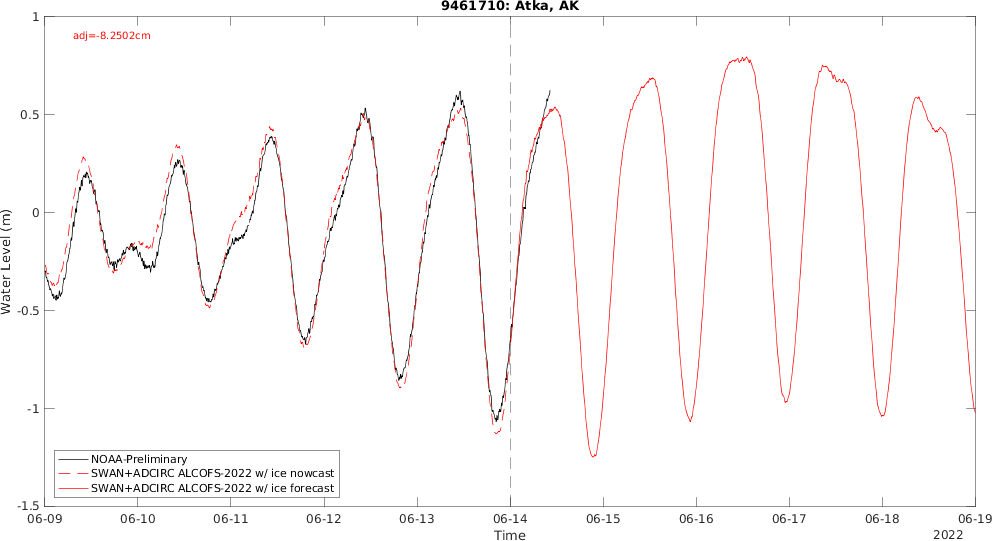 9461710: Atka, AK
adj=-8.2502cm
1
0.5
0
-0.5
-1
-1.5
Water Level (m)
NOAA-Preliminary
SWAN+ADCIRC ALCOFS-2022 w/ ice nowcast
SWAN+ADCIRC ALCOFS-2022 w/ ice forecast
06-09 06-10 06-11 06-12 06-13 06-14 06-15 06-16 06-17 06-18 06-19
Time
2022